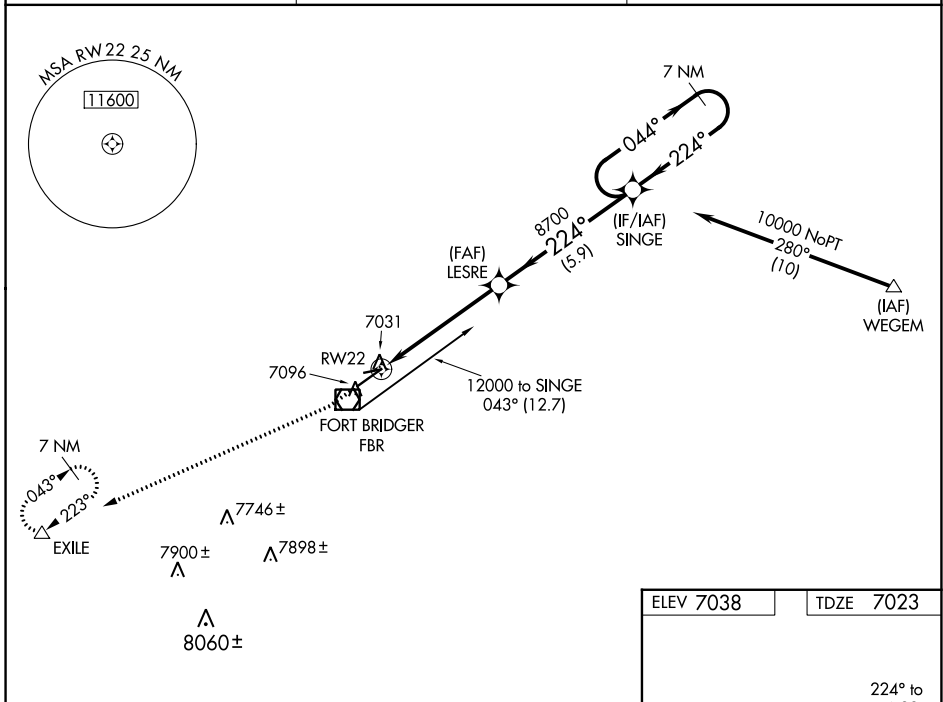 MSA RW22 25 NM
11600
7 NM
044°
224°
(IF/IAF)
SINGE
8700
224°
(5.9)
10000 NoPT
280°
(10)
(IAF)
WEGEM
(FAF)
LESRE
7031
RW22
7096
12000 to SINGE
043° (12.7)
FORT BRIDGER
FBR
7 NM
043°
223°
EXILE
7746±
7900±
7898±
8060±
ELEV 7038
TDZE 7023
224° to